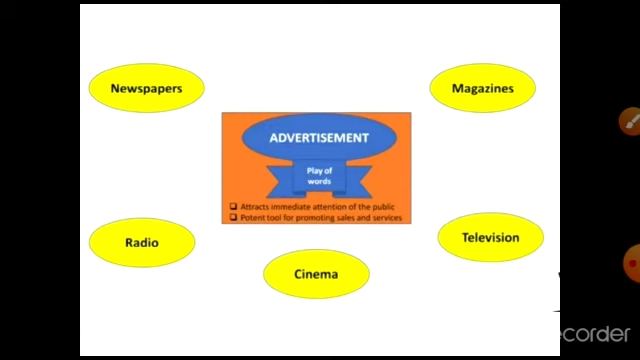 Newspapers
Magazines
ADVERTISEMENT
Play of
words
Attracts immediate attention of the public
Potent tool for promoting sales and services
Radio
Television
Cinema
corder